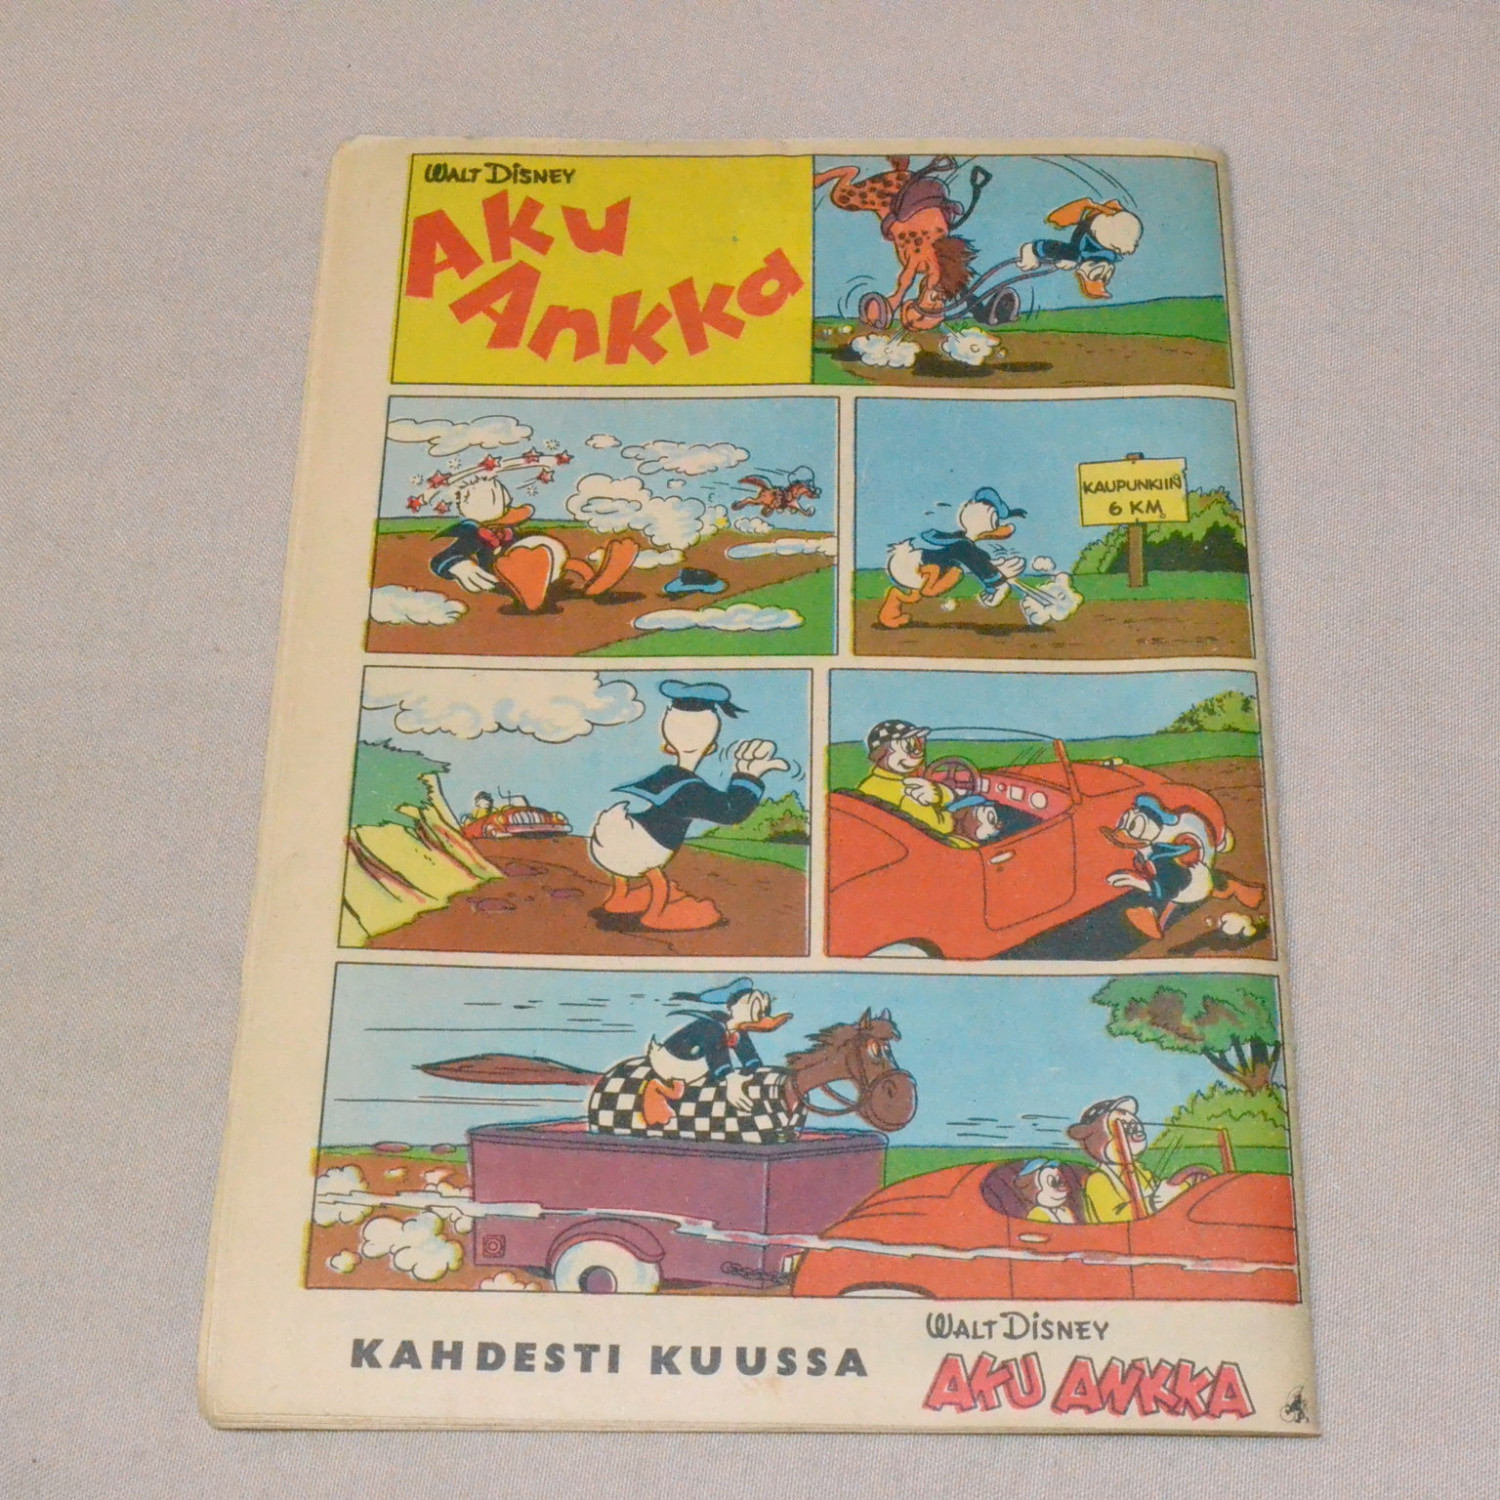 WALT DISNEY
AKU
ANKKA
KAUPUNKIIN
6 KM
KAHDESTI KUUSSA
WALT DISNEY
AKU ANKKA